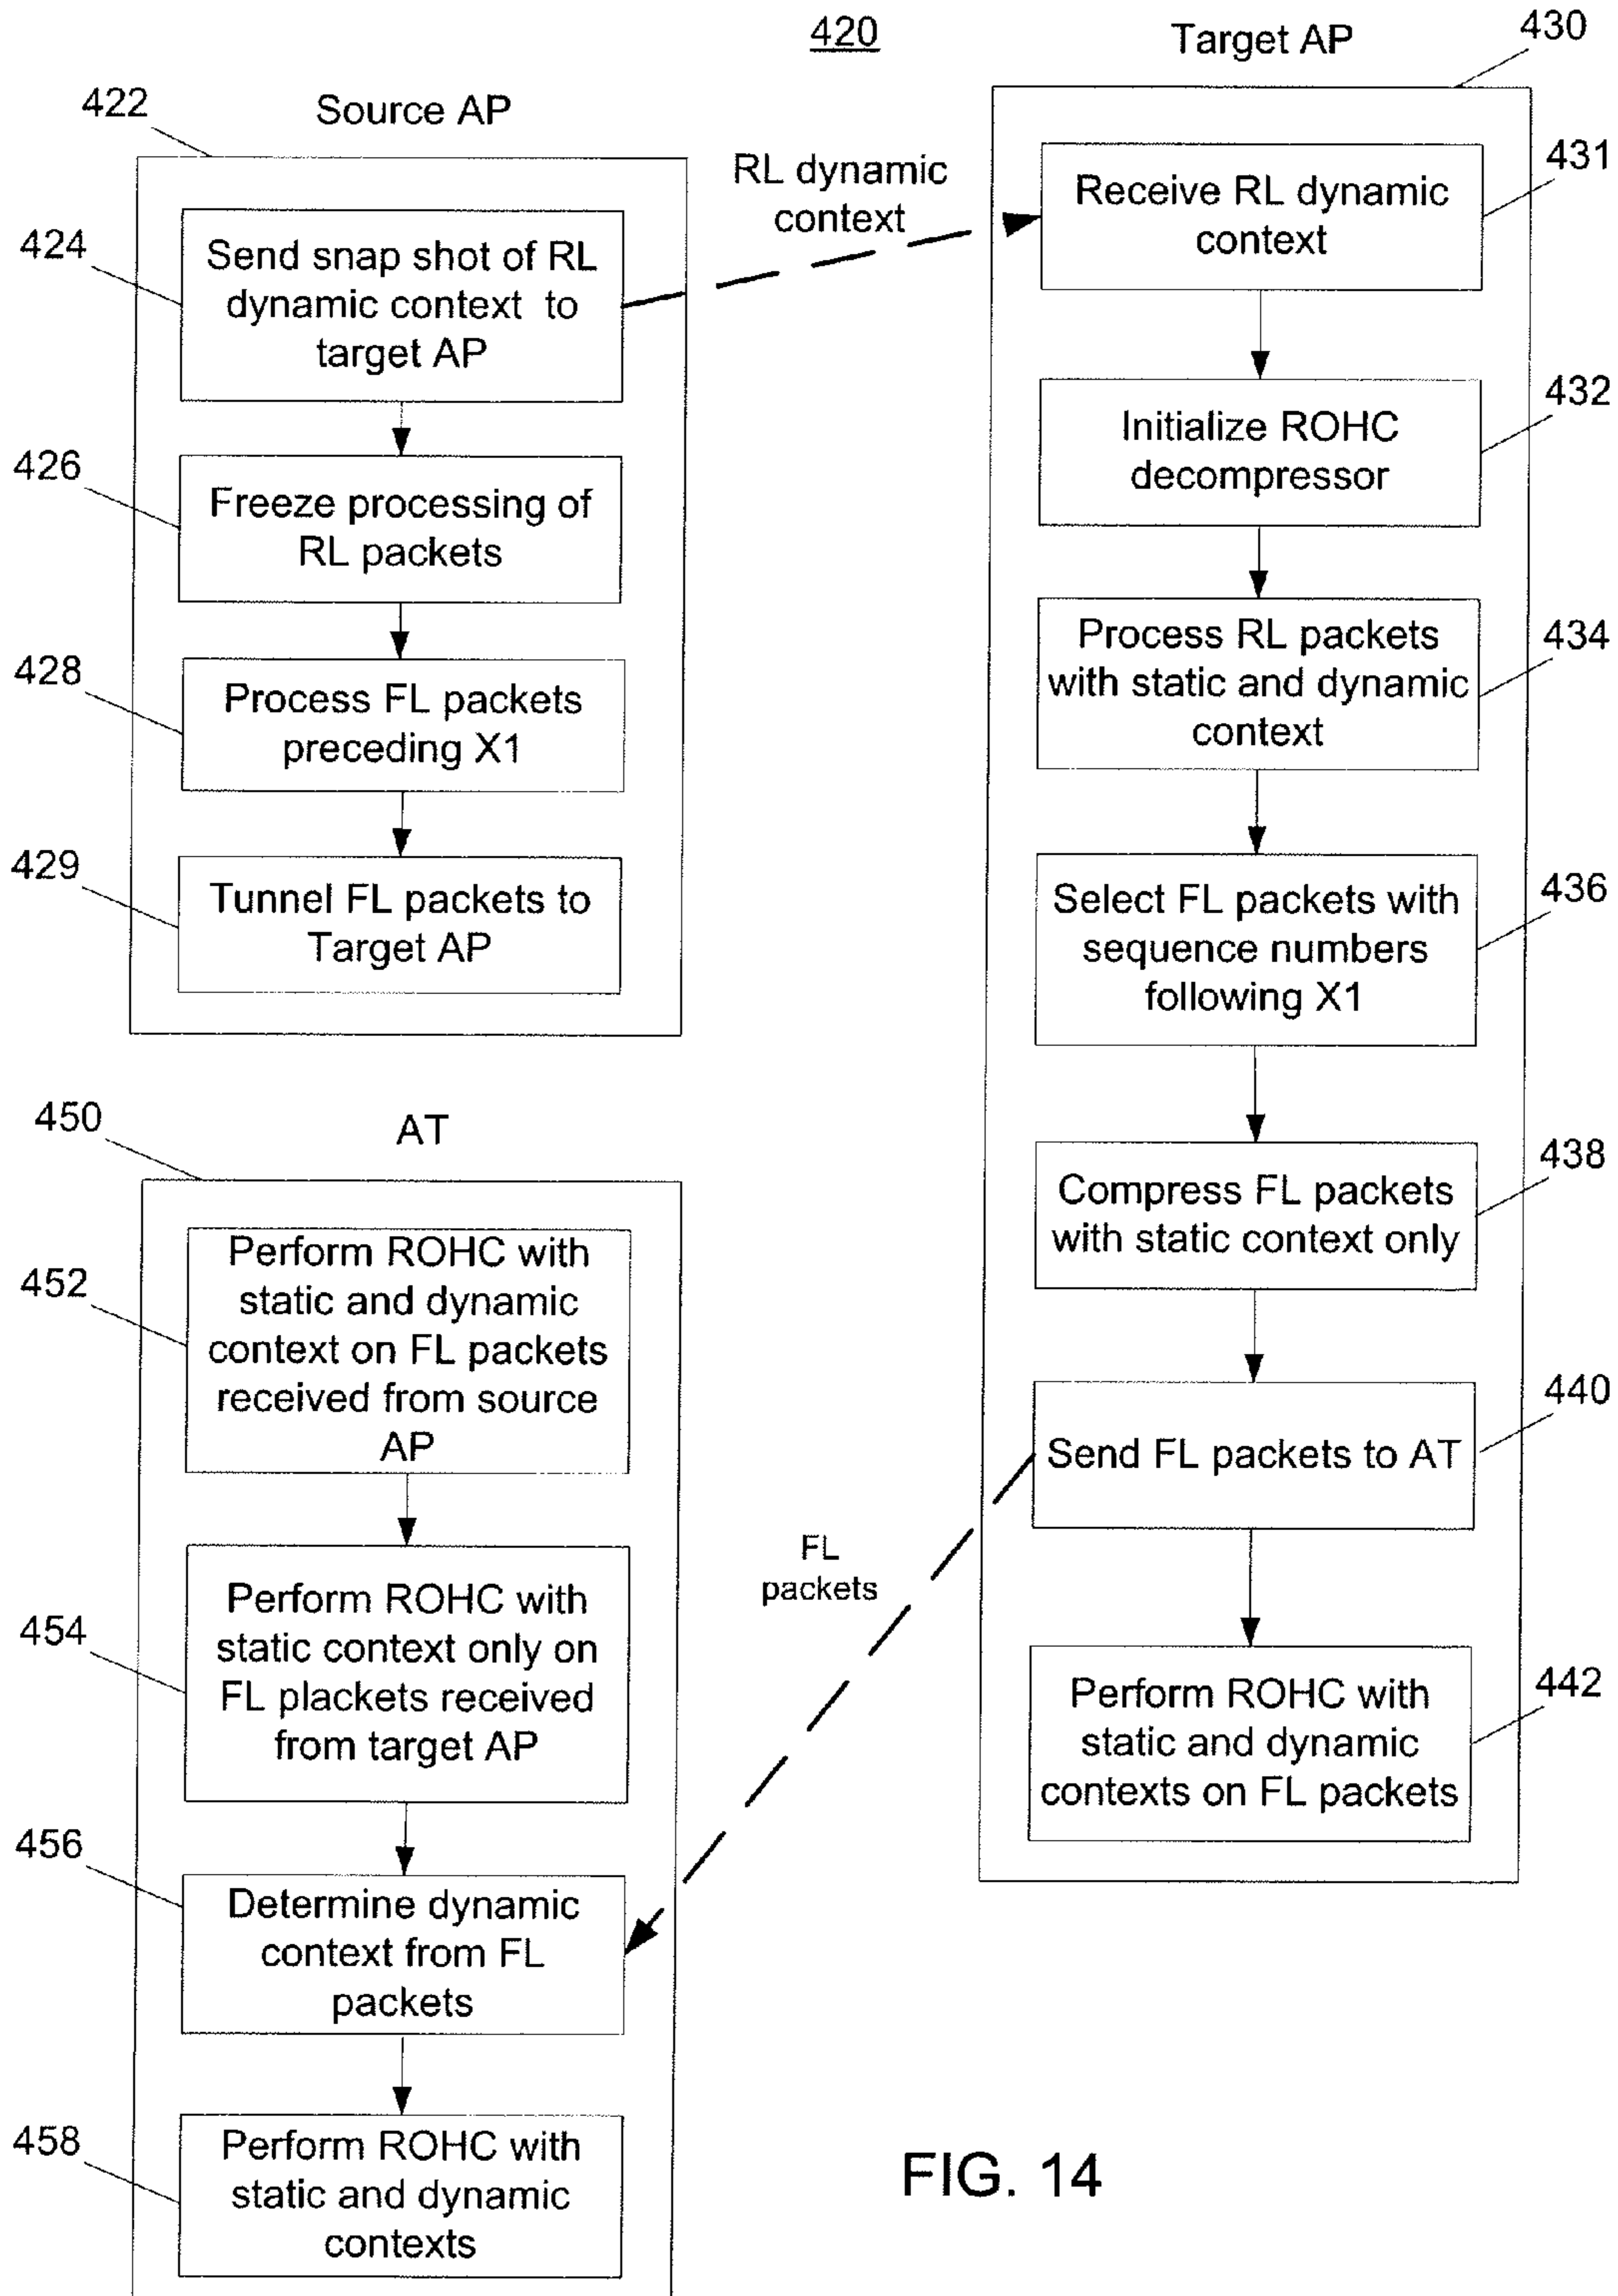 420
Source AP
422
424
Send snap shot of RL
dynamic context to
target AP
426
Freeze processing of
RL packets
428
Process FL packets
preceding X1
429
Tunnel FL packets to
Target AP
RL dynamic
context
Target AP
430
431
Receive RL dynamic
context
432
Initialize ROHC
decompressor
434
Process RL packets
with static and dynamic
context
436
Select FL packets with
sequence numbers
following X1
438
Compress FL packets
with static context only
440
Send FL packets to AT
442
Perform ROHC with
static and dynamic
contexts on FL packets
FL
packets
450
AT
452
Perform ROHC with
static and dynamic
context on FL packets
received from source
AP
454
Perform ROHC with
static context only on
FL plackets received
from target AP
456
Determine dynamic
context from FL
packets
458
Perform ROHC with
static and dynamic
contexts
FIG. 14